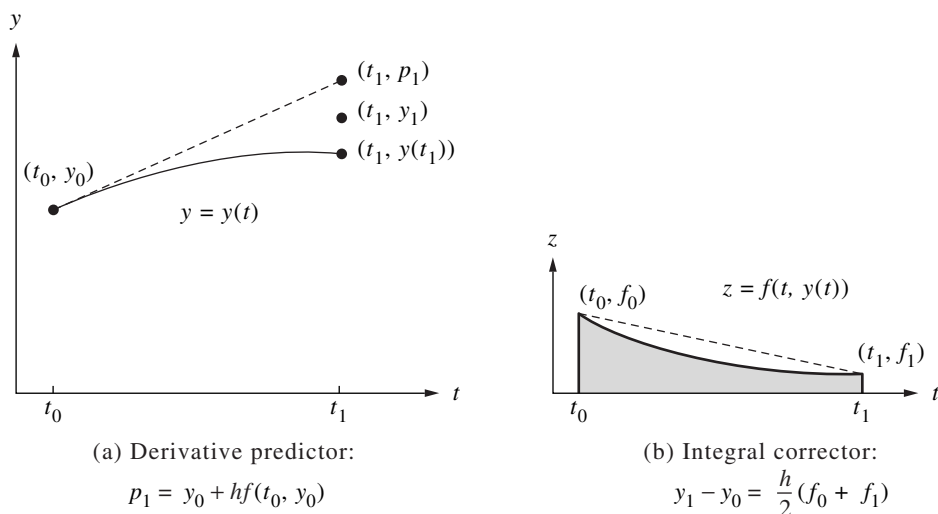 y
(t₁, p₁)
(t₁, y₁)
(t₁, y(t₁))
(t₀, y₀)
y = y(t)
t₀
t₁
t
(a) Derivative predictor:
p₁ = y₀ + hf(t₀, y₀)
z
(t₀, f₀)
z = f(t, y(t))
(t₁, f₁)
t₀
t₁
t
(b) Integral corrector:
y₁ – y₀ = h/2 (f₀ + f₁)